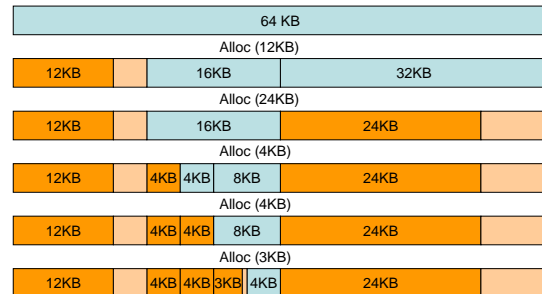 64 KB
Alloc (12KB)
12KB 16KB 32KB
Alloc (24KB)
12KB 16KB 24KB
Alloc (4KB)
12KB 4KB 4KB 8KB 24KB
Alloc (4KB)
12KB 4KB 4KB 8KB 24KB
Alloc (3KB)
12KB 4KB 4KB 3KB 4KB 24KB